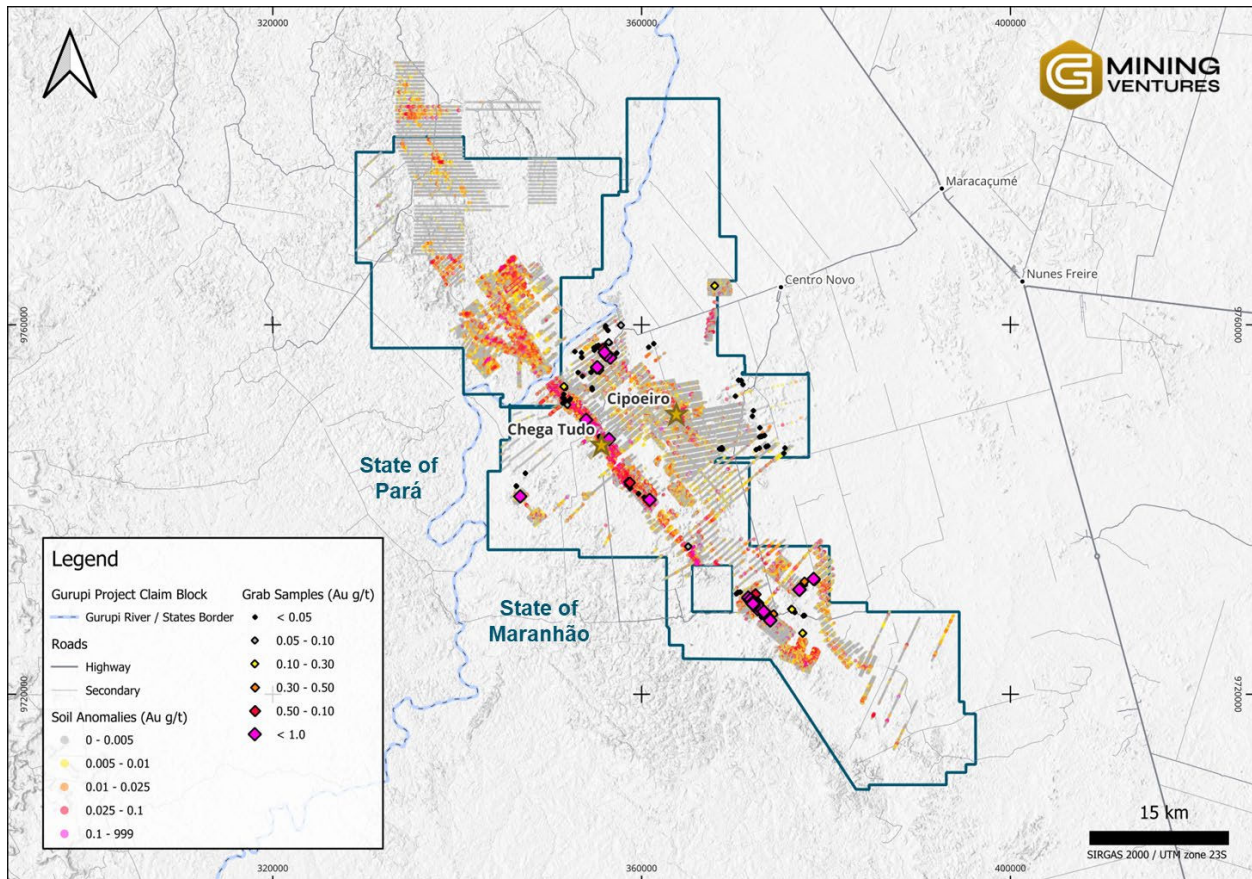 320000
360000
400000
MINING
VENTURES
Maracaçumé
Centro Novo
Nunes Freire
9760000
9760000
Cipoeiro
Chega Tudo
State of
Pará
State of
Maranhão
Legend
Gurupi Project Claim Block
Gurupi River / States Border
Roads
Highway
Secondary
Soil Anomalies (Au g/t)
0 - 0.005
0.005 - 0.01
0.01 - 0.025
0.025 - 0.1
0.1 - 999
Grab Samples (Au g/t)
< 0.05
0.05 - 0.10
0.10 - 0.30
0.30 - 0.50
0.50 - 0.10
< 1.0
9720000
9720000
15 km
SIRGAS 2000 / UTM zone 23S
320000
360000
400000